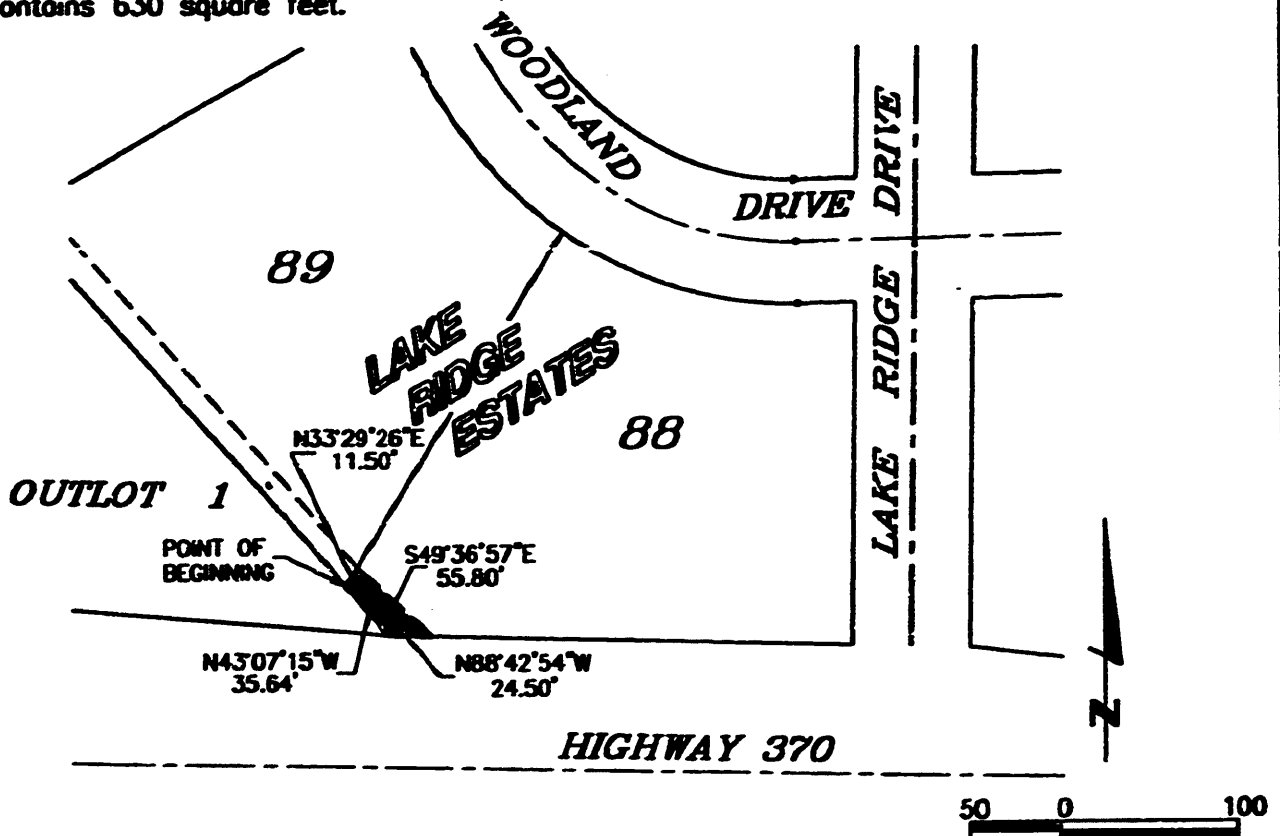 ontains 630 square feet.
WOODLAND
DRIVE
LAKE RIDGE DRIVE
89
LAKE
RIDGE
ESTATES
88
N33°29'26"E
11.50'
OUTLOT 1
POINT OF
BEGINNING
S49°36'57"E
55.80'
N43°07'15"W
35.64'
N88°42'54"W
24.50'
HIGHWAY 370
N
50 0 100